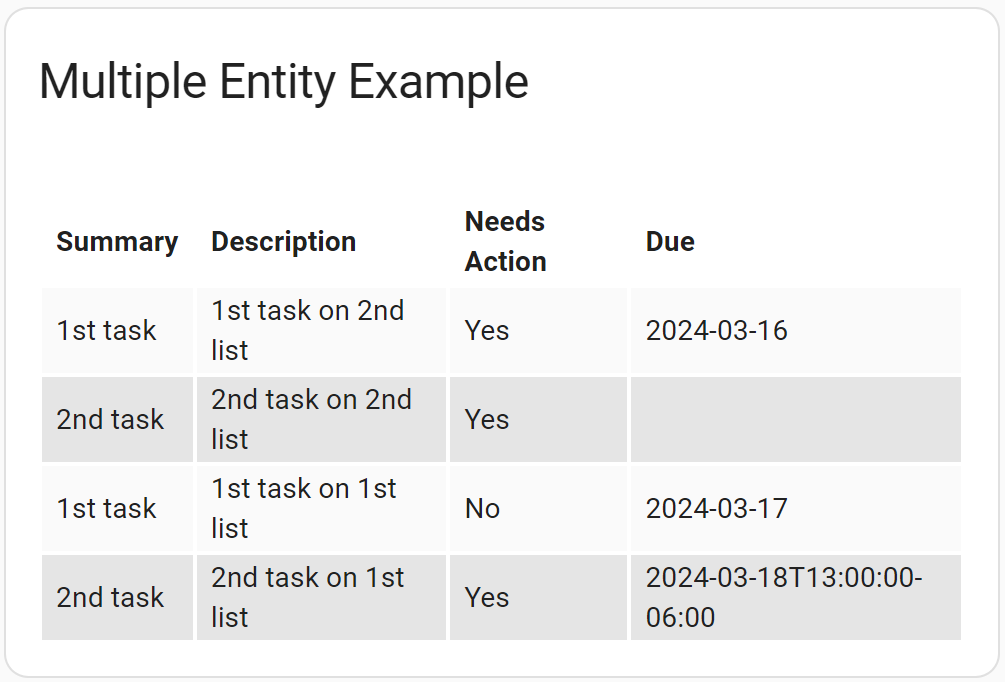 Multiple Entity Example
Summary Description Needs Action Due
1st task 1st task on 2nd list Yes 2024-03-16
2nd task 2nd task on 2nd list Yes
1st task 1st task on 1st list No 2024-03-17
2nd task 2nd task on 1st list Yes 2024-03-18T13:00:00-06:00